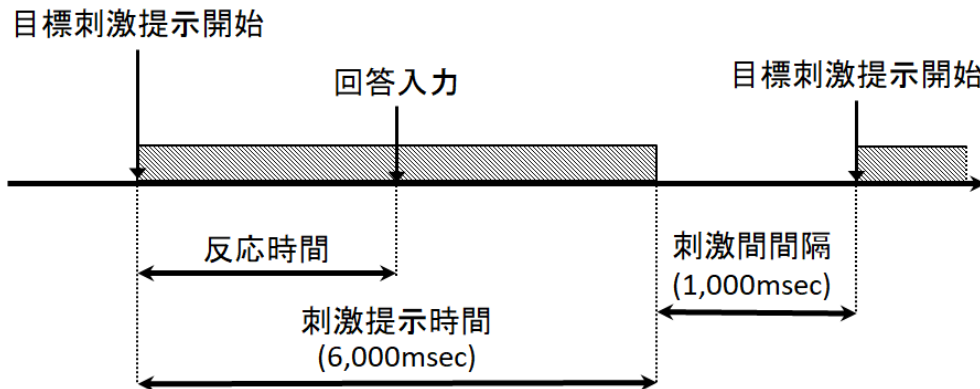 目標刺激提示開始
回答入力
目標刺激提示開始
反応時間
刺激間間隔
(1,000msec)
刺激提示時間
(6,000msec)